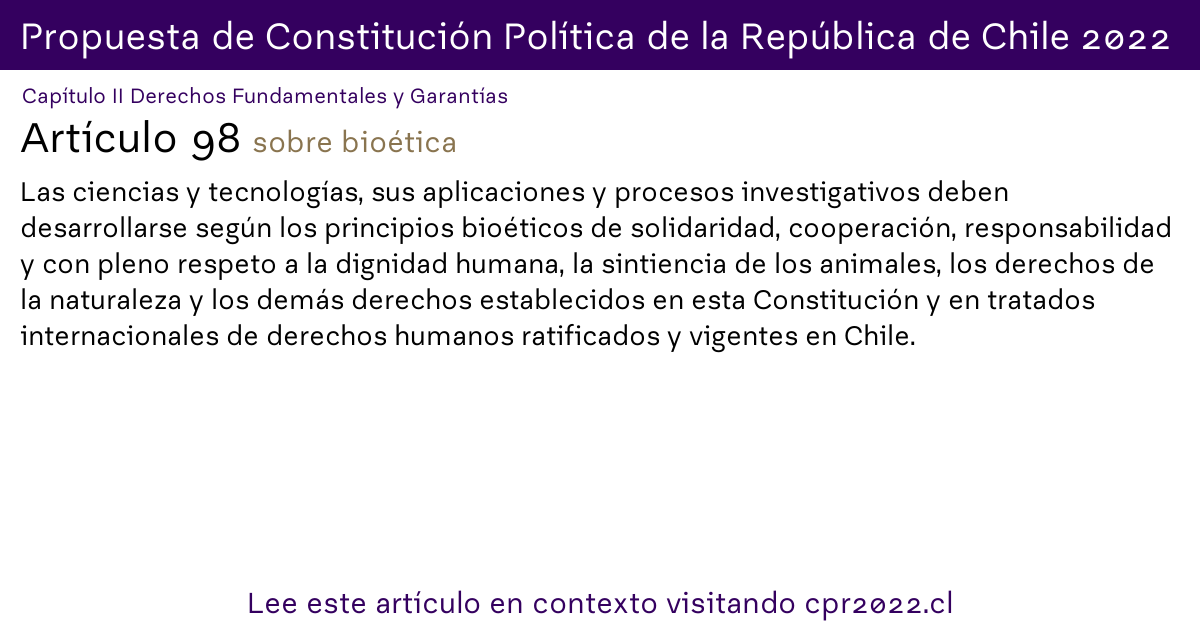 Propuesta de Constitución Política de la República de Chile 2022
Capítulo II Derechos Fundamentales y Garantías
Artículo 98 sobre bioética
Las ciencias y tecnologías, sus aplicaciones y procesos investigativos deben
desarrollarse según los principios bioéticos de solidaridad, cooperación, responsabilidad
y con pleno respeto a la dignidad humana, la sintiencia de los animales, los derechos de
la naturaleza y los demás derechos establecidos en esta Constitución y en tratados
internacionales de derechos humanos ratificados y vigentes en Chile.
Lee este artículo en contexto visitando cpr2022.cl